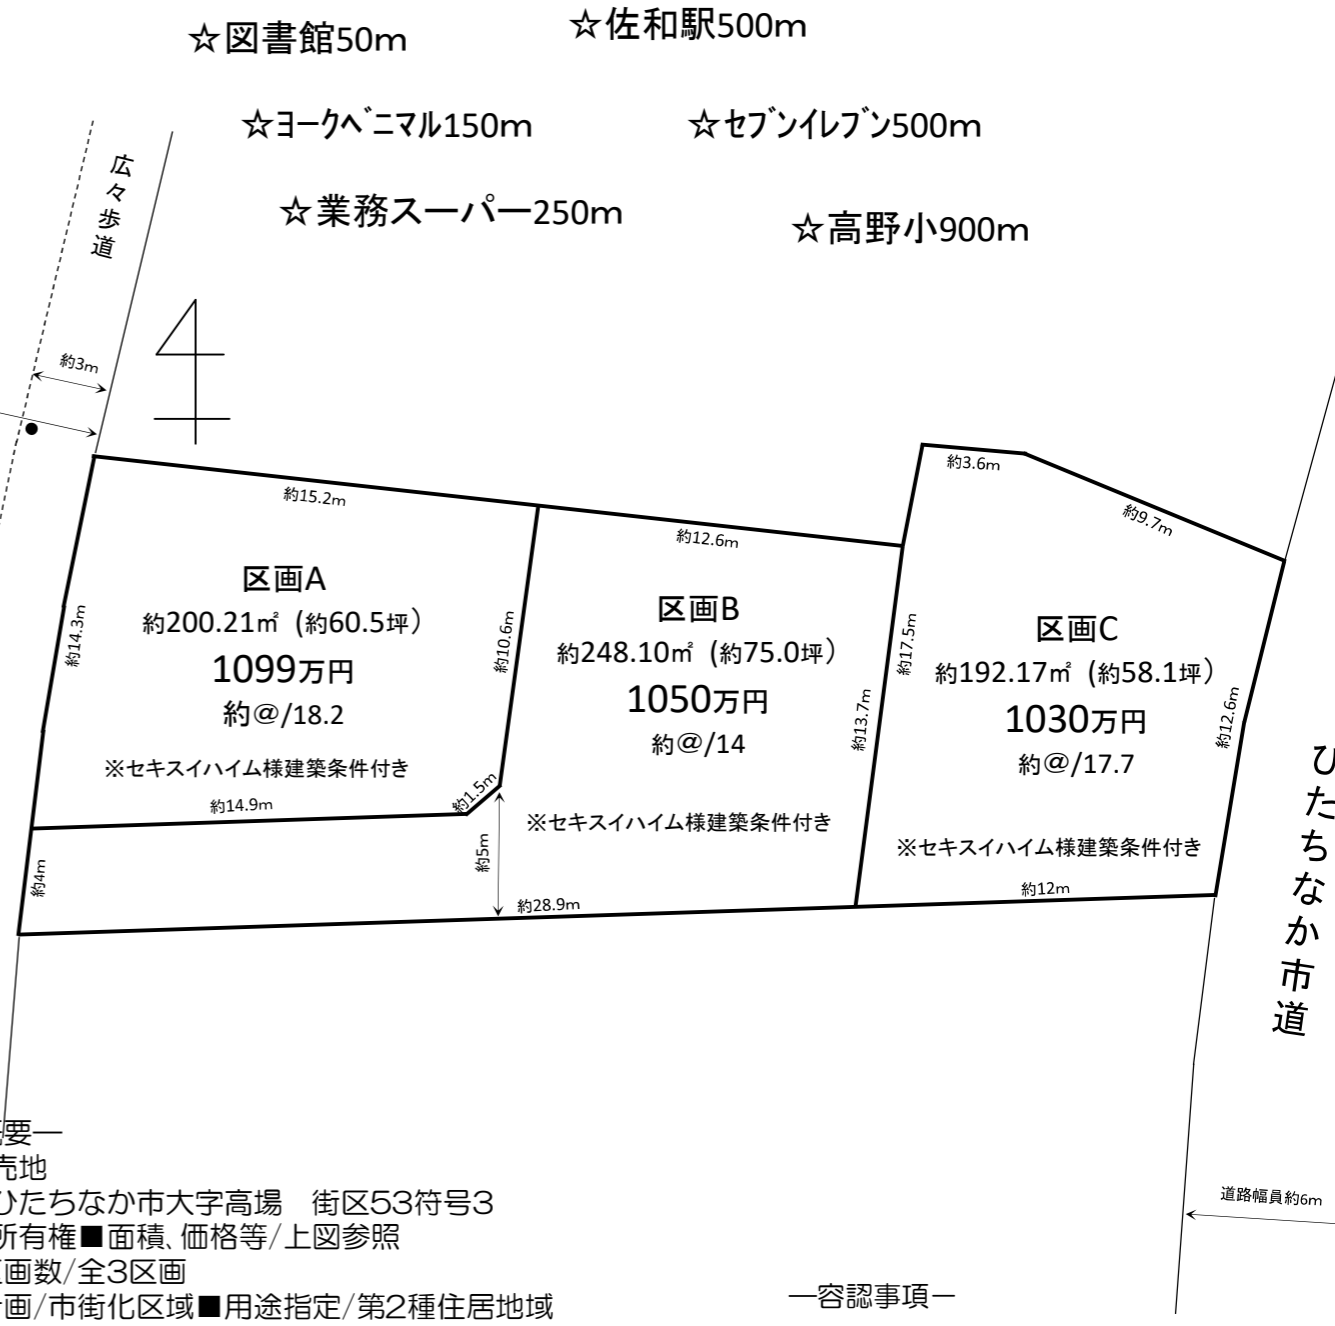 ☆図書館50m
☆佐和駅500m
☆ヨークベニマル150m
☆セブンイレブン500m
☆業務スーパー250m
☆高野小900m
広々歩道
約3m
約15.2m
約12.6m
約3.6m
約9.7m
区画A
約200.21㎡ (約60.5坪)
1099万円
約@/18.2
※セキスイハイム様建築条件付き
約14.3m
約10.6m
約14.9m
約1.5m
約4m
約5m
区画B
約248.10㎡ (約75.0坪)
1050万円
約@/14
※セキスイハイム様建築条件付き
約13.7m
約28.9m
区画C
約192.17㎡ (約58.1坪)
1030万円
約@/17.7
※セキスイハイム様建築条件付き
約17.5m
約12.6m
約12m
ひたちなか市道
道路幅員約6m
要―
売地
ひたちなか市大字高場　街区53符号3
所有権■面積、価格等/上図参照
画数/全3区画
画/市街化区域■用途指定/第2種住居地域
―容認事項－